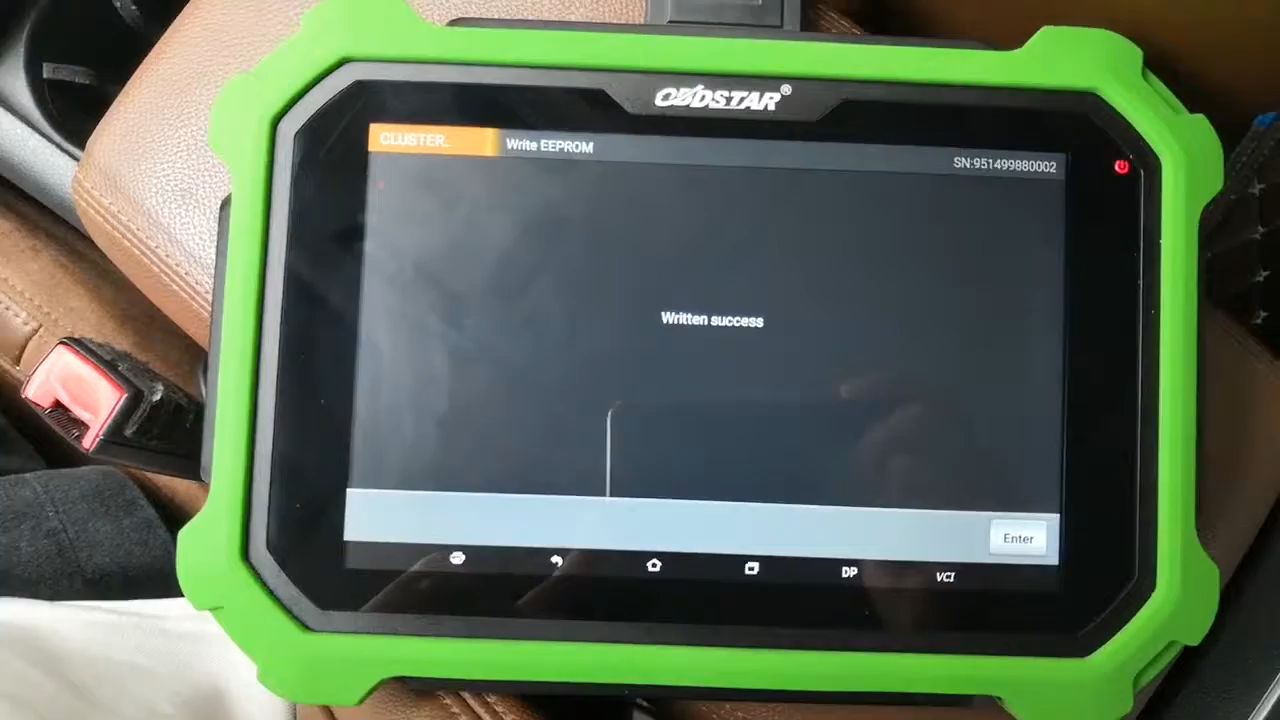 OBDSTAR®
CLUSTER_ Write EEPROM
SN:951499880002
Written success
Enter
DP VCI